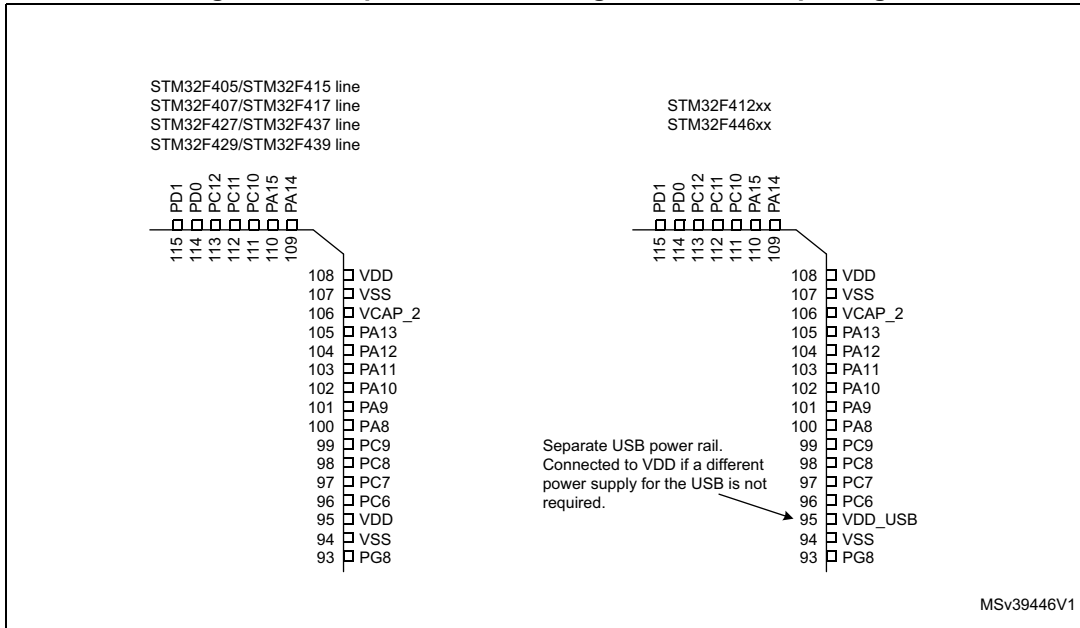 STM32F405/STM32F415 line
STM32F407/STM32F417 line
STM32F427/STM32F437 line
STM32F429/STM32F439 line
PD1
PD0
PC12
PC11
PC10
PA15
PA14
115
114
113
112
111
110
109
108 VDD
107 VSS
106 VCAP_2
105 PA13
104 PA12
103 PA11
102 PA10
101 PA9
100 PA8
99 PC9
98 PC8
97 PC7
96 PC6
95 VDD
94 VSS
93 PG8
STM32F412xx
STM32F446xx
PD1
PD0
PC12
PC11
PC10
PA15
PA14
115
114
113
112
111
110
109
108 VDD
107 VSS
106 VCAP_2
105 PA13
104 PA12
103 PA11
102 PA10
101 PA9
100 PA8
99 PC9
98 PC8
97 PC7
96 PC6
95 VDD_USB
94 VSS
93 PG8
Separate USB power rail.
Connected to VDD if a different
power supply for the USB is not
required.
MSv39446V1